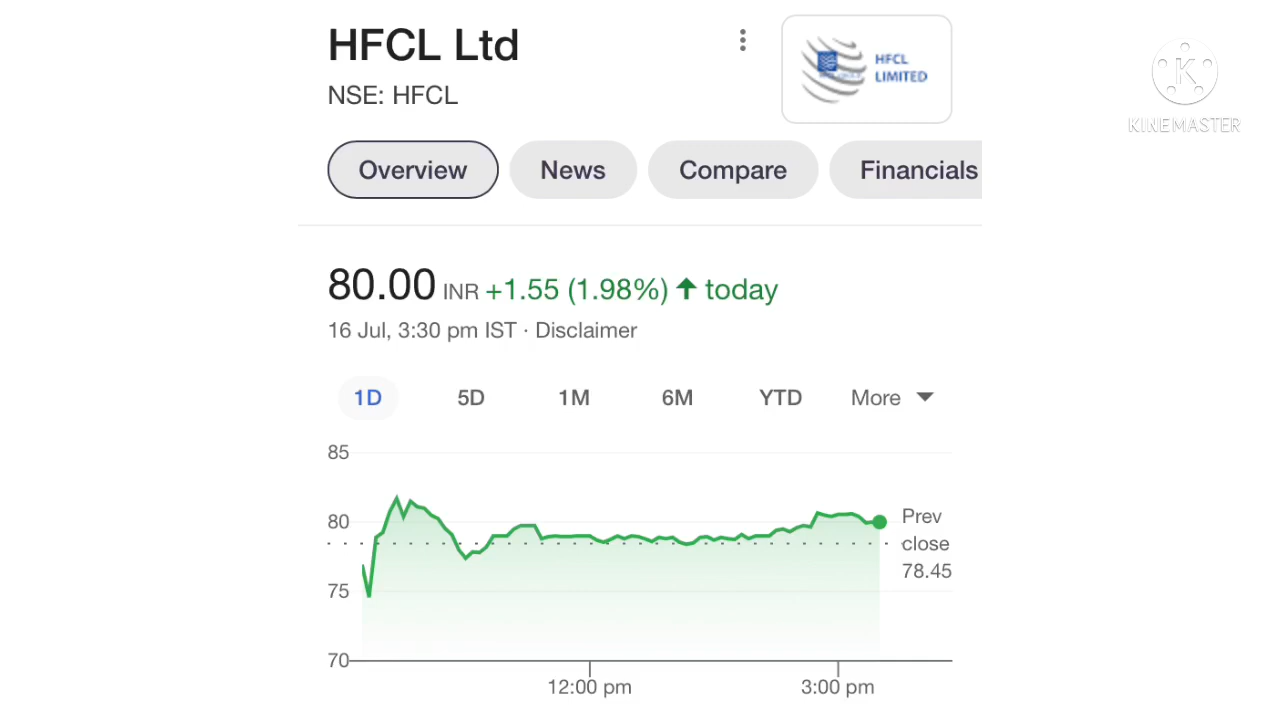 HFCL Ltd
NSE: HFCL
HFCL
LIMITED
KINEMASTER
Overview
News
Compare
Financials
80.00 INR +1.55 (1.98%) ↑ today
16 Jul, 3:30 pm IST · Disclaimer
1D
5D
1M
6M
YTD
More
85
80
75
70
Prev
close
78.45
12:00 pm
3:00 pm